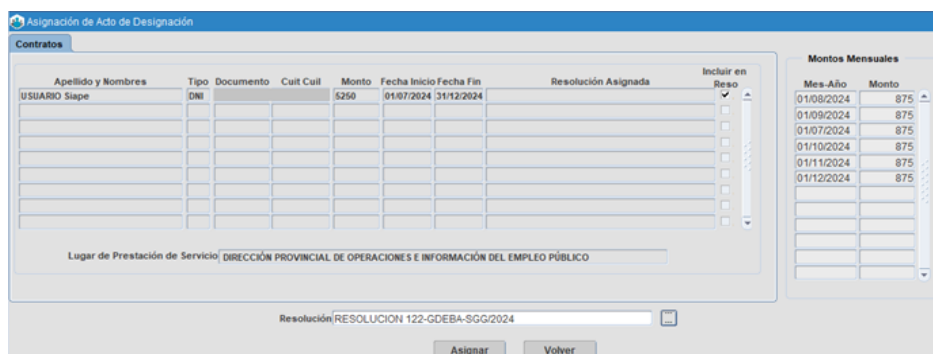 Asignación de Acto de Designación
Contratos
Apellido y Nombres Tipo Documento Cuit Cuil Monto Fecha Inicio Fecha Fin Resolución Asignada Incluir en Reso
USUARIO Siape DNI 5250 01/07/2024 31/12/2024
Lugar de Prestación de Servicio DIRECCIÓN PROVINCIAL DE OPERACIONES E INFORMACIÓN DEL EMPLEO PÚBLICO
Montos Mensuales
Mes-Año Monto
01/08/2024 875
01/09/2024 875
01/07/2024 875
01/10/2024 875
01/11/2024 875
01/12/2024 875
Resolución RESOLUCION 122-GDEBA-SGG/2024
...
Asignar Volver